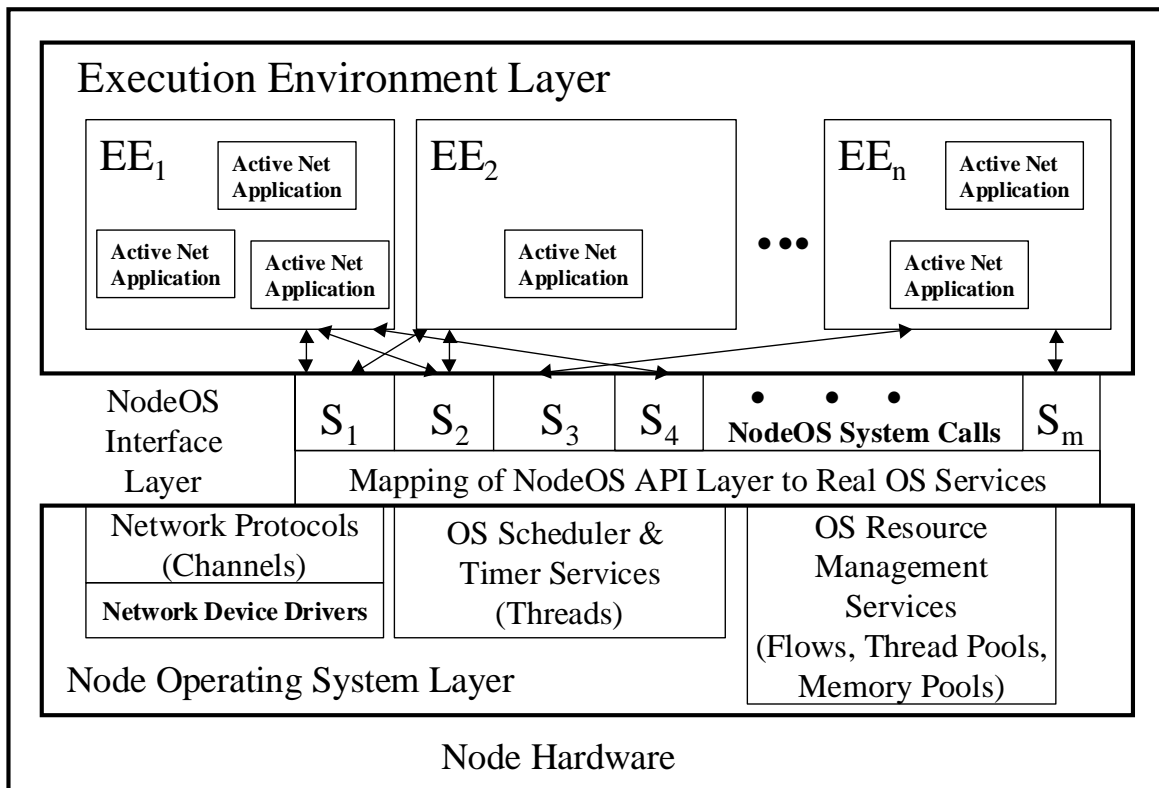 Execution Environment Layer
EE1
Active Net
Application
Active Net
Application
Active Net
Application
EE2
Active Net
Application
EEn
Active Net
Application
Active Net
Application
NodeOS
Interface
Layer
S1
S2
S3
S4
NodeOS System Calls
Sm
Mapping of NodeOS API Layer to Real OS Services
Network Protocols
(Channels)
Network Device Drivers
OS Scheduler &
Timer Services
(Threads)
OS Resource
Management
Services
(Flows, Thread Pools,
Memory Pools)
Node Operating System Layer
Node Hardware